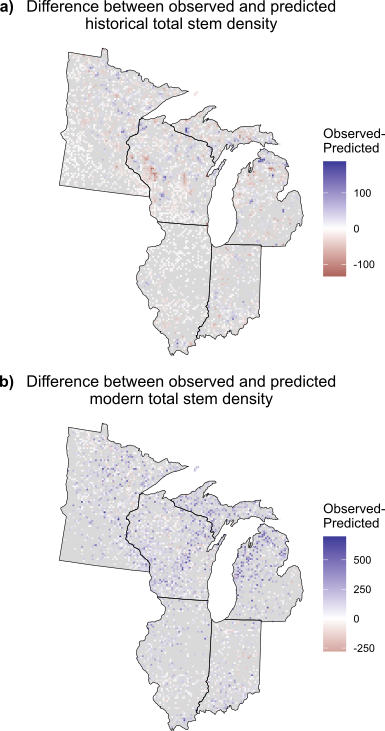 a) Difference between observed and predicted
historical total stem density
Observed-
Predicted
100
0
-100
b) Difference between observed and predicted
modern total stem density
Observed-
Predicted
500
250
0
-250